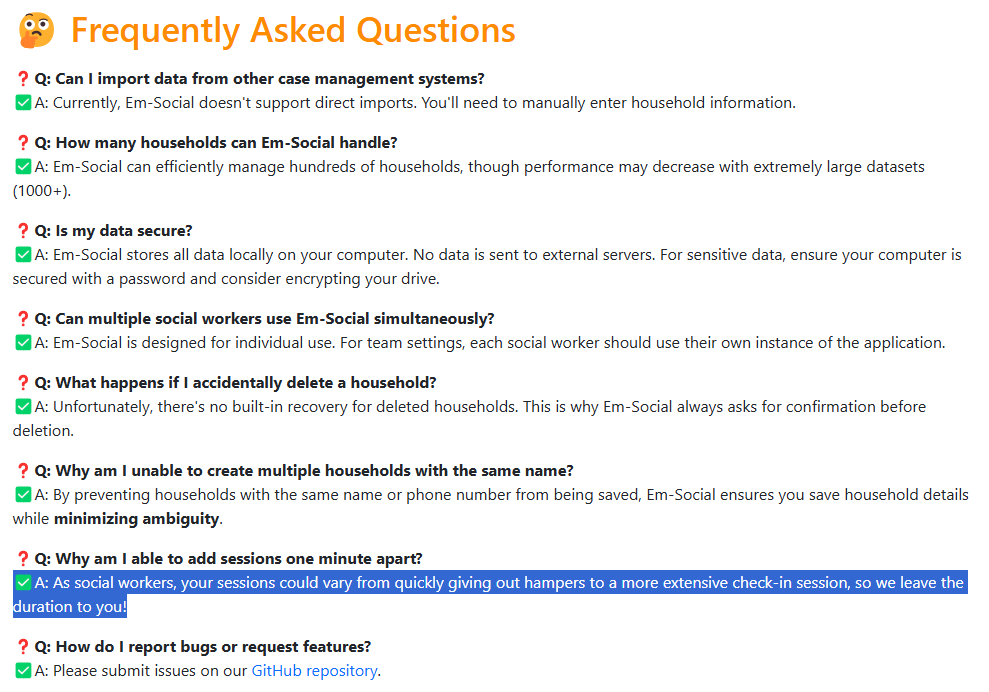 🤔 Frequently Asked Questions
❓Q: Can I import data from other case management systems?
✅A: Currently, Em-Social doesn't support direct imports. You'll need to manually enter household information.
❓Q: How many households can Em-Social handle?
✅A: Em-Social can efficiently manage hundreds of households, though performance may decrease with extremely large datasets
(1000+).
❓Q: Is my data secure?
✅A: Em-Social stores all data locally on your computer. No data is sent to external servers. For sensitive data, ensure your computer is
secured with a password and consider encrypting your drive.
❓Q: Can multiple social workers use Em-Social simultaneously?
✅A: Em-Social is designed for individual use. For team settings, each social worker should use their own instance of the application.
❓Q: What happens if I accidentally delete a household?
✅A: Unfortunately, there's no built-in recovery for deleted households. This is why Em-Social always asks for confirmation before
deletion.
❓Q: Why am I unable to create multiple households with the same name?
✅A: By preventing households with the same name or phone number from being saved, Em-Social ensures you save household details
while minimizing ambiguity.
❓Q: Why am I able to add sessions one minute apart?
✅A: As social workers, your sessions could vary from quickly giving out hampers to a more extensive check-in session, so we leave the
duration to you!
❓Q: How do I report bugs or request features?
✅A: Please submit issues on our GitHub repository.